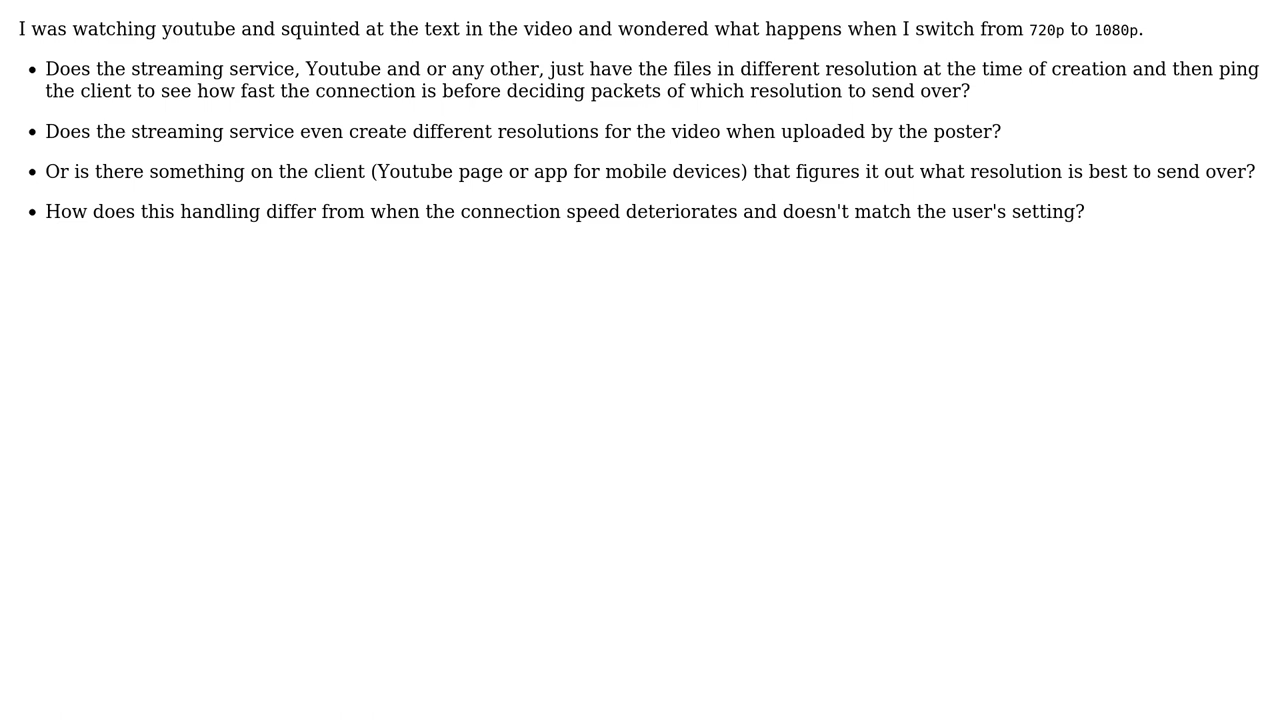 I was watching youtube and squinted at the text in the video and wondered what happens when I switch from 720p to 1080p.
• Does the streaming service, Youtube and or any other, just have the files in different resolution at the time of creation and then ping
the client to see how fast the connection is before deciding packets of which resolution to send over?
• Does the streaming service even create different resolutions for the video when uploaded by the poster?
• Or is there something on the client (Youtube page or app for mobile devices) that figures it out what resolution is best to send over?
• How does this handling differ from when the connection speed deteriorates and doesn't match the user's setting?